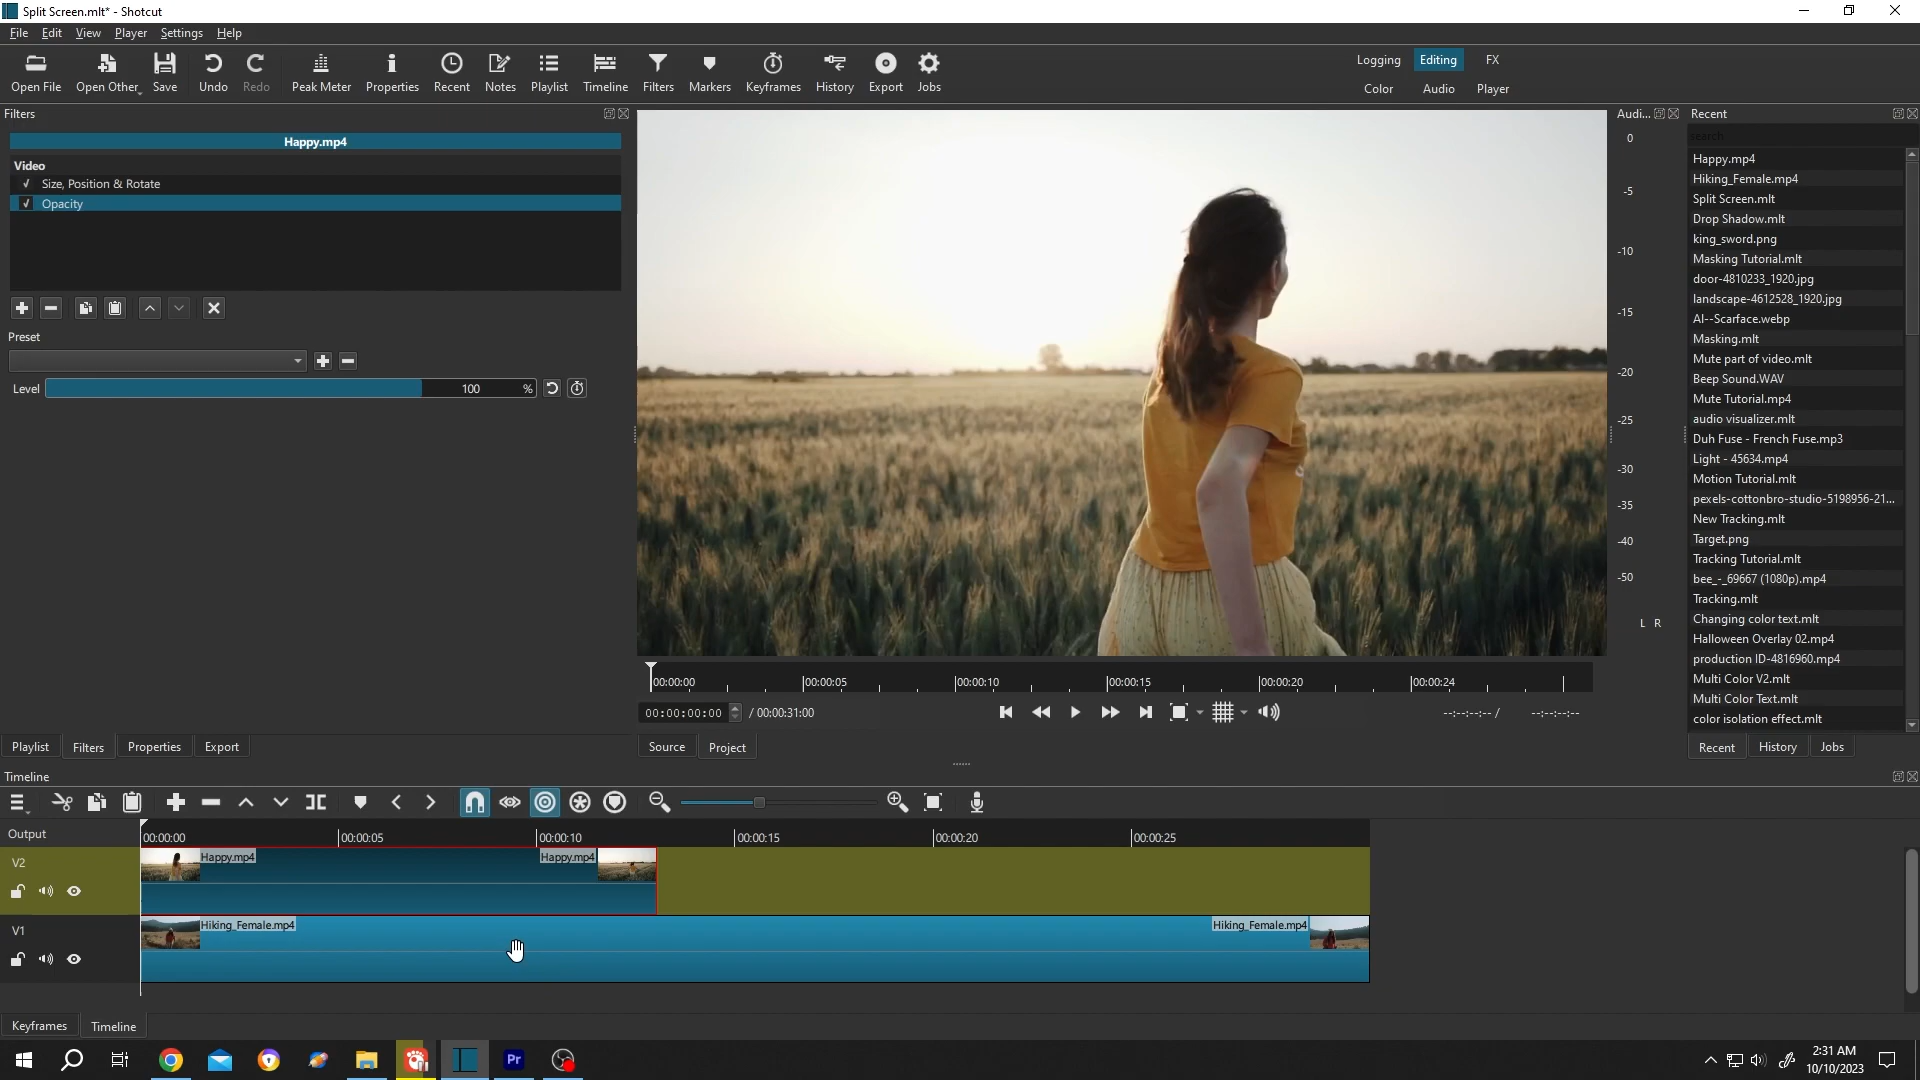 Split Screen.mlt* - Shotcut
File Edit View Player Settings Help
Open File Open Other Save Undo Redo Peak Meter Properties Recent Notes Playlist Timeline Filters Markers Keyframes History Export Jobs
Logging Editing FX
Color Audio Player
Filters
Happy.mp4
Video
Size, Position & Rotate
Opacity
Preset
Level 100 %
Playlist Filters Properties Export
00:00:00 00:00:05 00:00:10 00:00:15 00:00:20 00:00:24
00:00:00:00 / 00:00:31:00
--:--:--:-- / --:--:--:--
Source Project
Audi...
0
-5
-10
-15
-20
-25
-30
-35
-40
-50
L R
Recent
search
Happy.mp4
Hiking_Female.mp4
Split Screen.mlt
Drop Shadow.mlt
king_sword.png
Masking Tutorial.mlt
door-4810233_1920.jpg
landscape-4612528_1920.jpg
AI--Scarface.webp
Masking.mlt
Mute part of video.mlt
Beep Sound.WAV
Mute Tutorial.mp4
audio visualizer.mlt
Duh Fuse - French Fuse.mp3
Light - 45634.mp4
Motion Tutorial.mlt
pexels-cottonbro-studio-5198956-21...
New Tracking.mlt
Target.png
Tracking Tutorial.mlt
bee_-_69667 (1080p).mp4
Tracking.mlt
Changing color text.mlt
Halloween Overlay 02.mp4
production ID-4816960.mp4
Multi Color V2.mlt
Multi Color Text.mlt
color isolation effect.mlt
Recent History Jobs
Timeline
Output 00:00:00 00:00:05 00:00:10 00:00:15 00:00:20 00:00:25
V2 Happy.mp4 Happy.mp4
V1 Hiking_Female.mp4 Hiking_Female.mp4
Keyframes Timeline
Pr
2:31 AM
10/10/2023